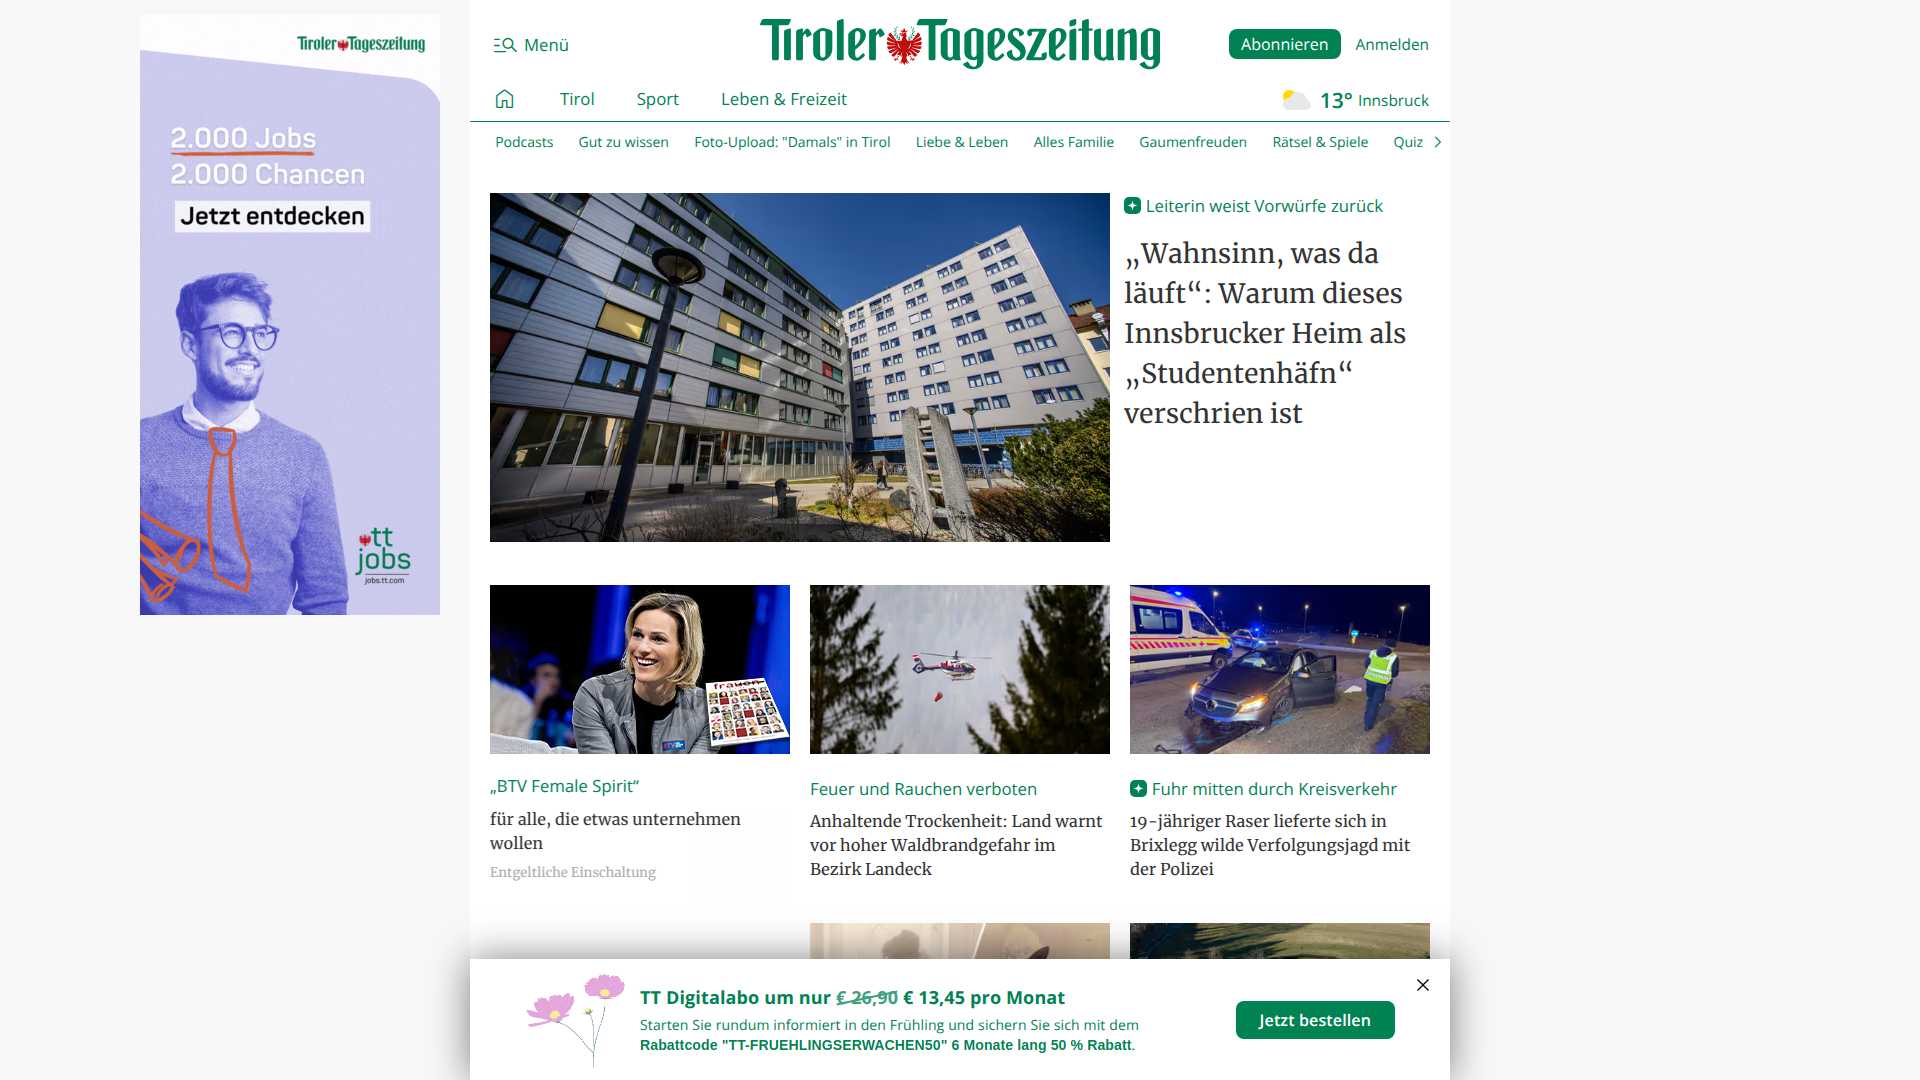 Tiroler Tageszeitung
2.000 Jobs
2.000 Chancen
Jetzt entdecken
tt
jobs
jobs.tt.com
Menü
Tiroler Tageszeitung
Abonnieren
Anmelden
Tirol
Sport
Leben & Freizeit
13° Innsbruck
Podcasts
Gut zu wissen
Foto-Upload: "Damals" in Tirol
Liebe & Leben
Alles Familie
Gaumenfreuden
Rätsel & Spiele
Quiz
Leiterin weist Vorwürfe zurück
„Wahnsinn, was da
läuft“: Warum dieses
Innsbrucker Heim als
„Studentenhäfn“
verschrien ist
frauen
„BTV Female Spirit“
für alle, die etwas unternehmen
wollen
Entgeltliche Einschaltung
Feuer und Rauchen verboten
Anhaltende Trockenheit: Land warnt
vor hoher Waldbrandgefahr im
Bezirk Landeck
Fuhr mitten durch Kreisverkehr
19-jähriger Raser lieferte sich in
Brixlegg wilde Verfolgungsjagd mit
der Polizei
TT Digitalabo um nur € 26,90 € 13,45 pro Monat
Starten Sie rundum informiert in den Frühling und sichern Sie sich mit dem
Rabattcode "TT-FRUEHLINGSERWACHEN50" 6 Monate lang 50 % Rabatt.
Jetzt bestellen